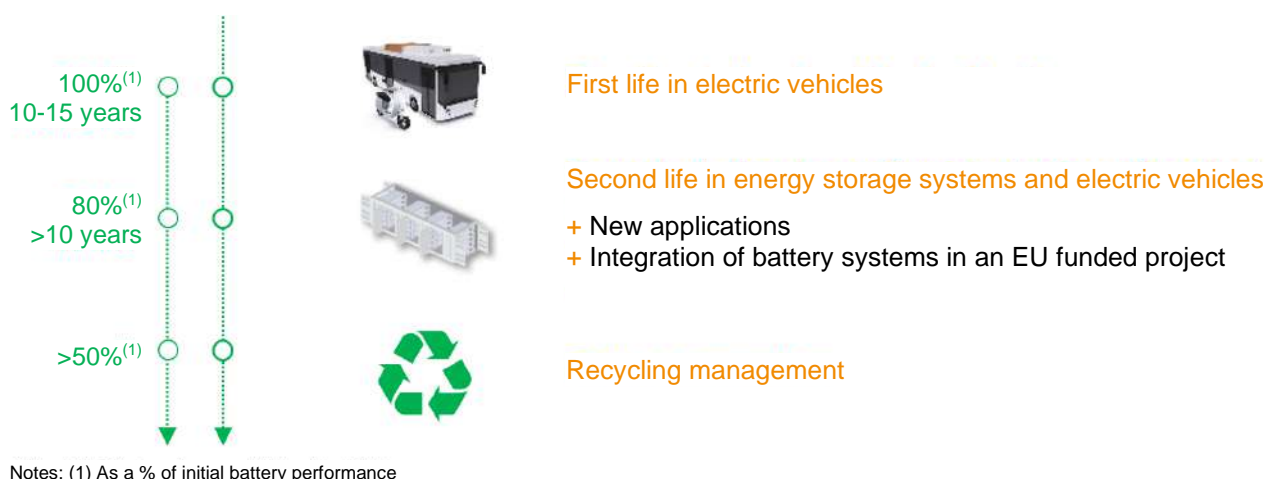 100%(1)
10-15 years
First life in electric vehicles
80%(1)
>10 years
Second life in energy storage systems and electric vehicles
+ New applications
+ Integration of battery systems in an EU funded project
>50%(1)
Recycling management
Notes: (1) As a % of initial battery performance